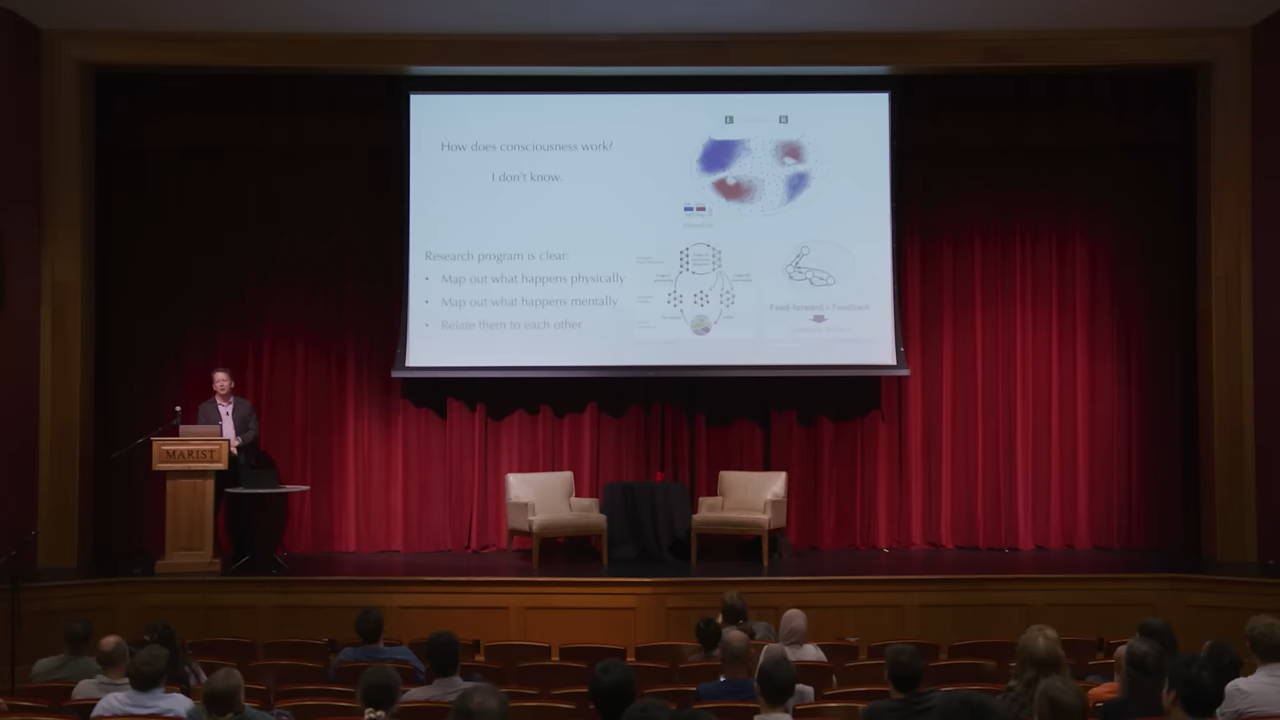 How does consciousness work?
I don't know.
Research program is clear:
• Map out what happens physically
• Map out what happens mentally
• Relate them to each other
L
R
Feed-forward & Feedback
MARIST